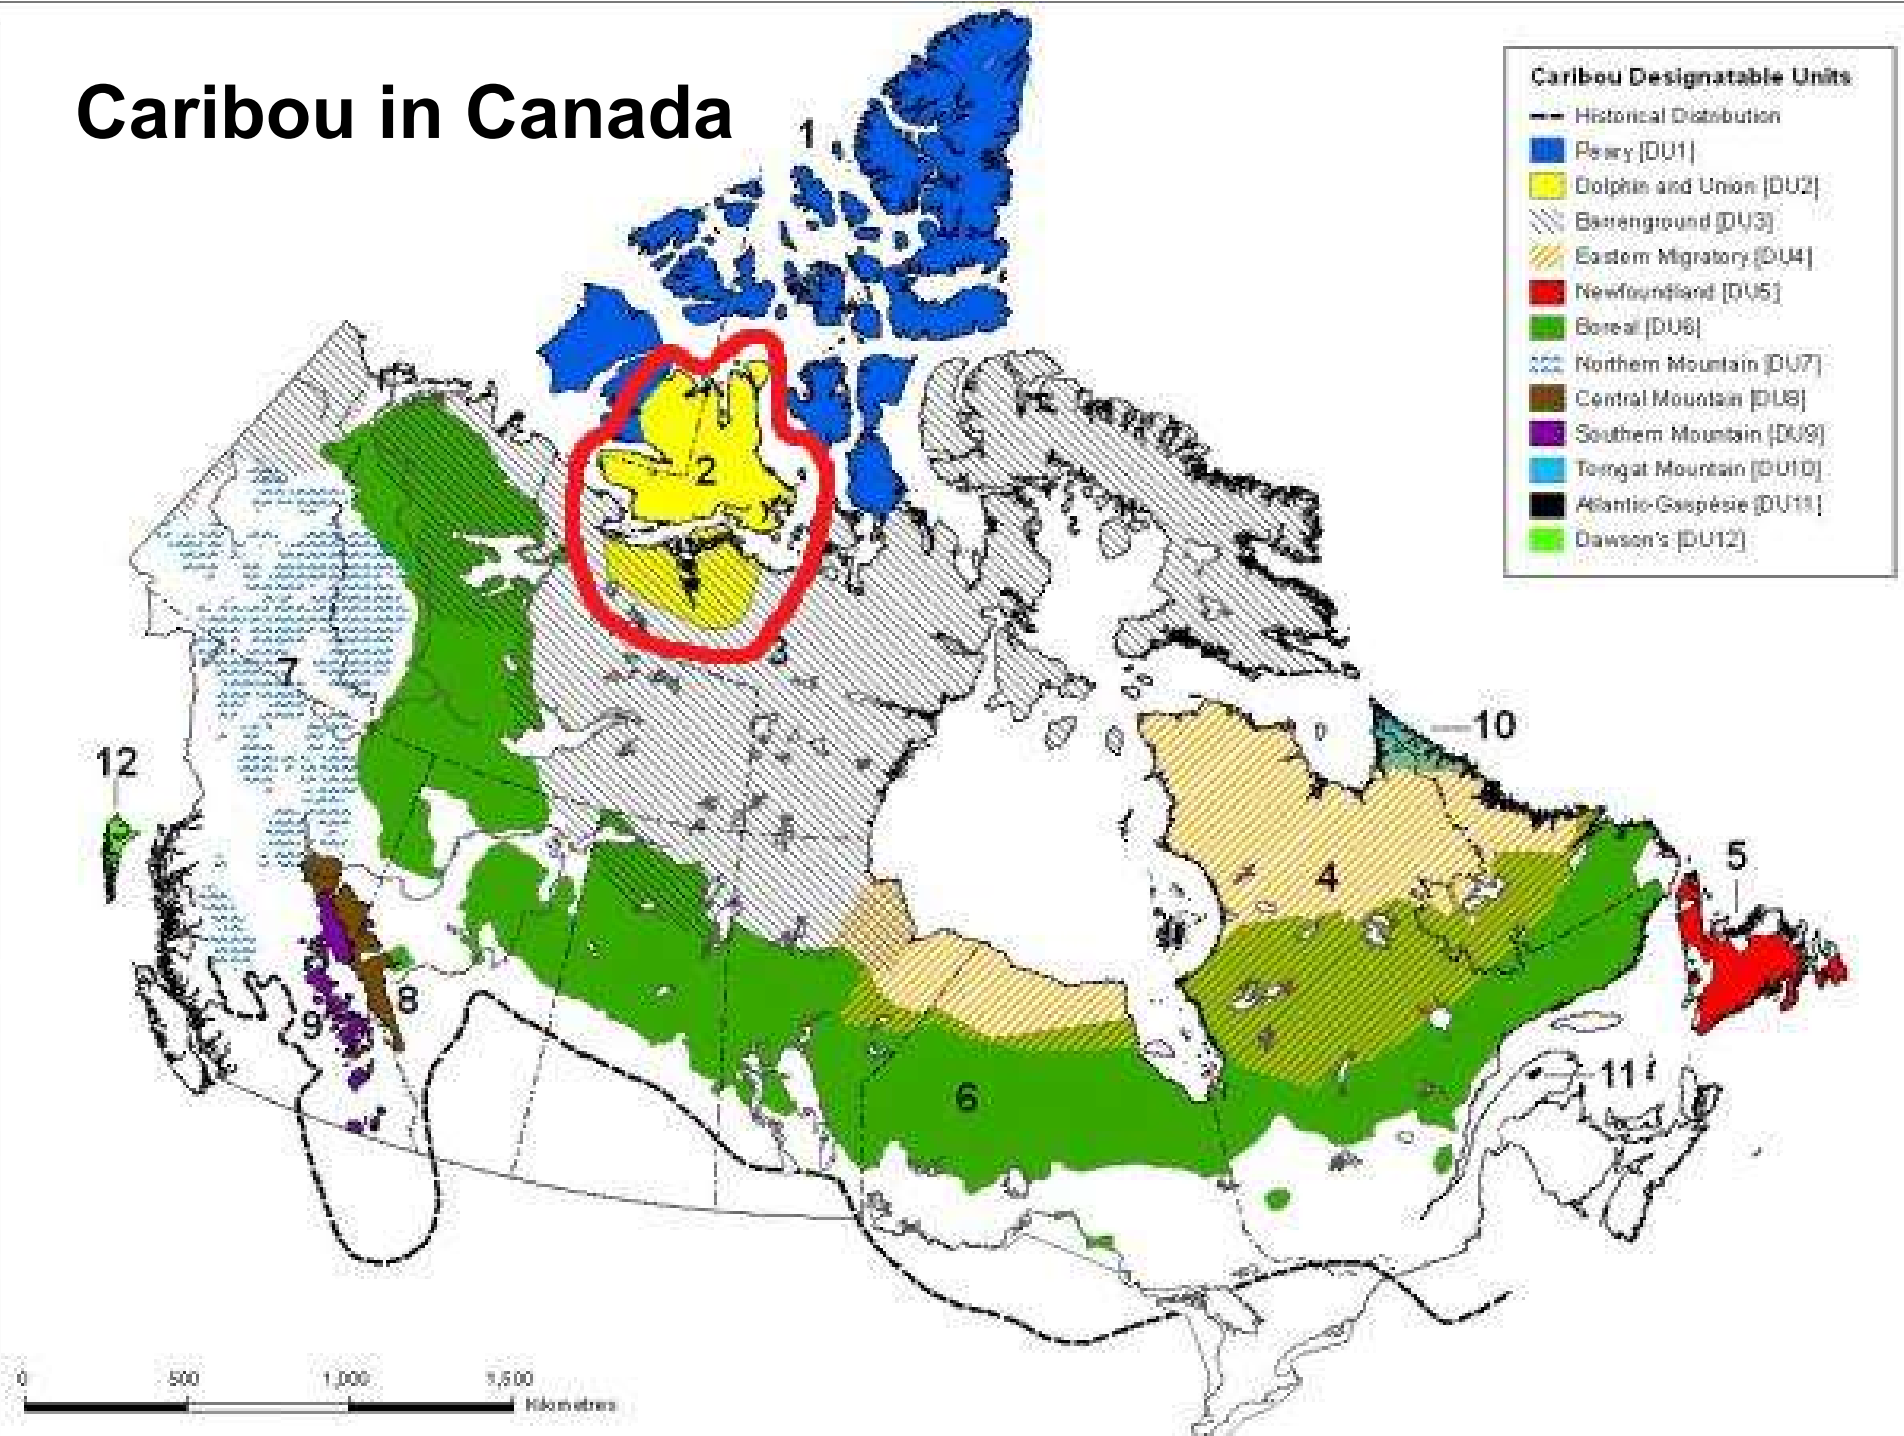 Caribou in Canada
Caribou Designatable Units
Historical Distribution
Peary [DU1]
Dolphin and Union [DU2]
Barrenground [DU3]
Eastern Migratory [DU4]
Newfoundland [DU5]
Boreal [DU6]
Northern Mountain [DU7]
Central Mountain [DU8]
Southern Mountain [DU9]
Torngat Mountain [DU10]
Atlantic-Gaspésie [DU11]
Dawson's [DU12]
1
2
3
7
10
12
5
4
8
9
11
6
0 500 1,000 1,500
Kilometres